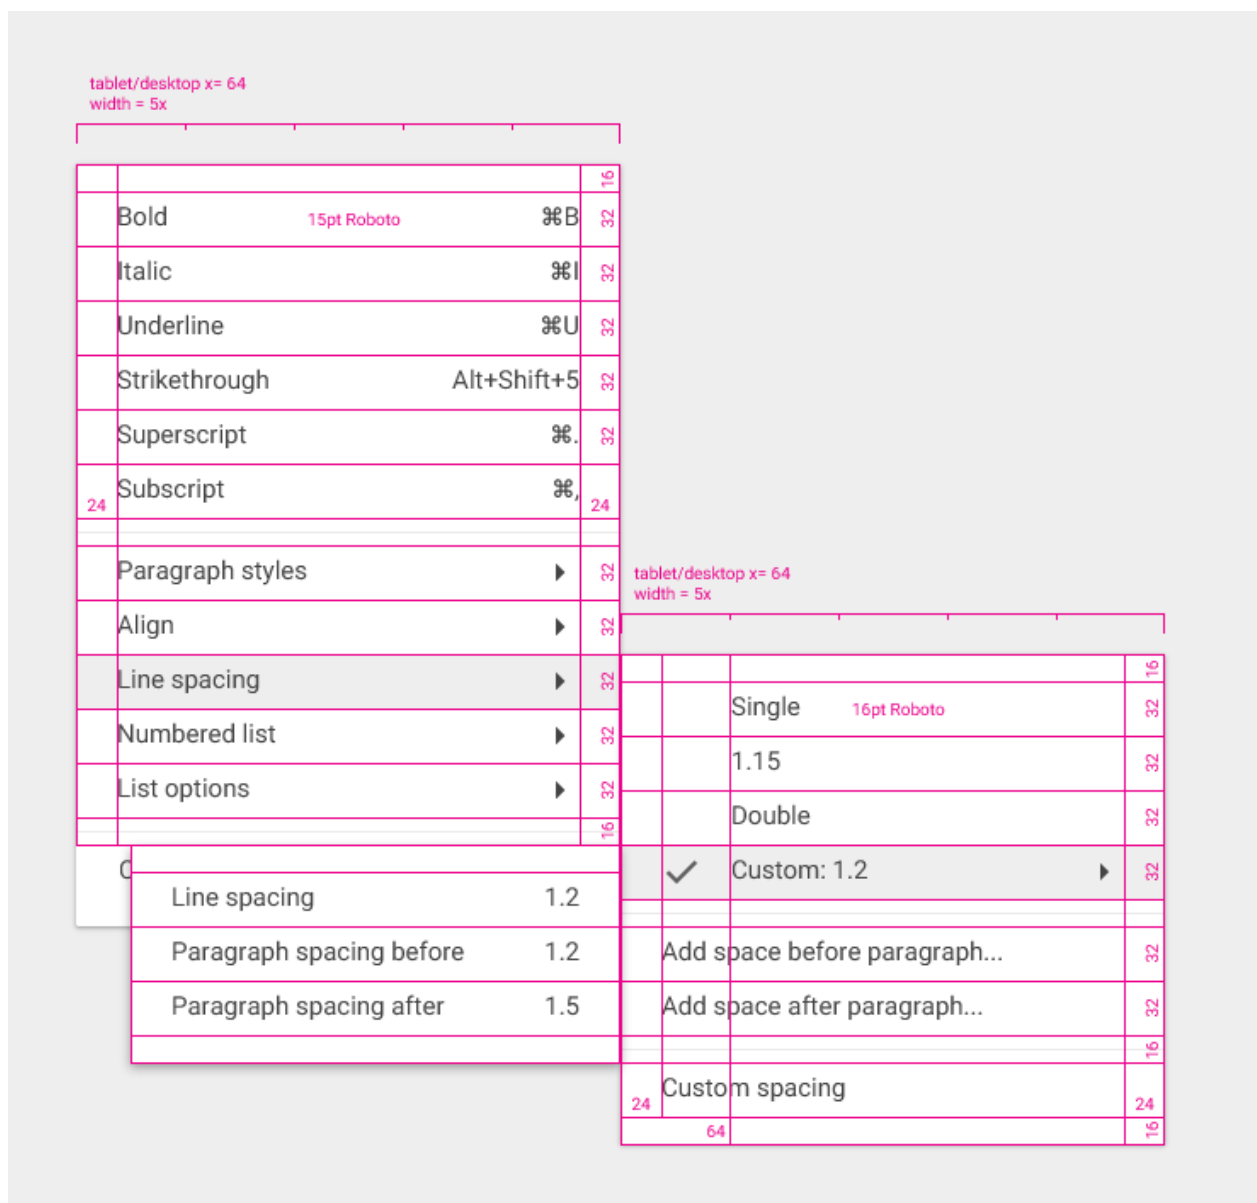 tablet/desktop x= 64
width = 5x
16
Bold 15pt Roboto ⌘B 32
Italic ⌘I 32
Underline ⌘U 32
Strikethrough Alt+Shift+5 32
Superscript ⌘. 32
24 Subscript ⌘, 24
Paragraph styles 32
Align 32
Line spacing 32
Numbered list 32
List options 32
16
C
Line spacing 1.2
Paragraph spacing before 1.2
Paragraph spacing after 1.5
tablet/desktop x= 64
width = 5x
16
Single 16pt Roboto 32
1.15 32
Double 32
Custom: 1.2 32
Add space before paragraph... 32
Add space after paragraph... 32
16
24 Custom spacing 24
64 16